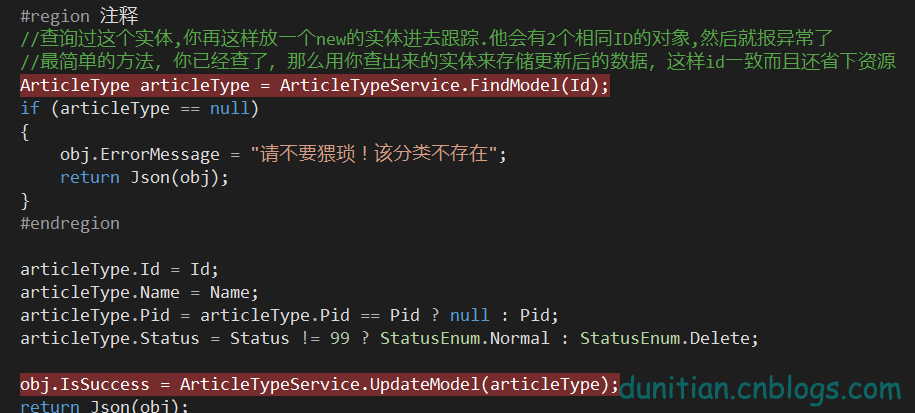 #region 注释
//查询过这个实体,你再这样放一个new的实体进去跟踪.他会有2个相同ID的对象,然后就报异常了
//最简单的方法, 你已经查了, 那么用你查出来的实体来存储更新后的数据, 这样id一致而且还省下资源
ArticleType articleType = ArticleTypeService.FindModel(Id);
if (articleType == null)
{
obj.ErrorMessage = "请不要猥琐！该分类不存在";
return Json(obj);
}
#endregion
articleType.Id = Id;
articleType.Name = Name;
articleType.Pid = articleType.Pid == Pid ? null : Pid;
articleType.Status = Status != 99 ? StatusEnum.Normal : StatusEnum.Delete;
obj.IsSuccess = ArticleTypeService.UpdateModel(articleType);
dunitian.cnblogs.com
return Json(obj);